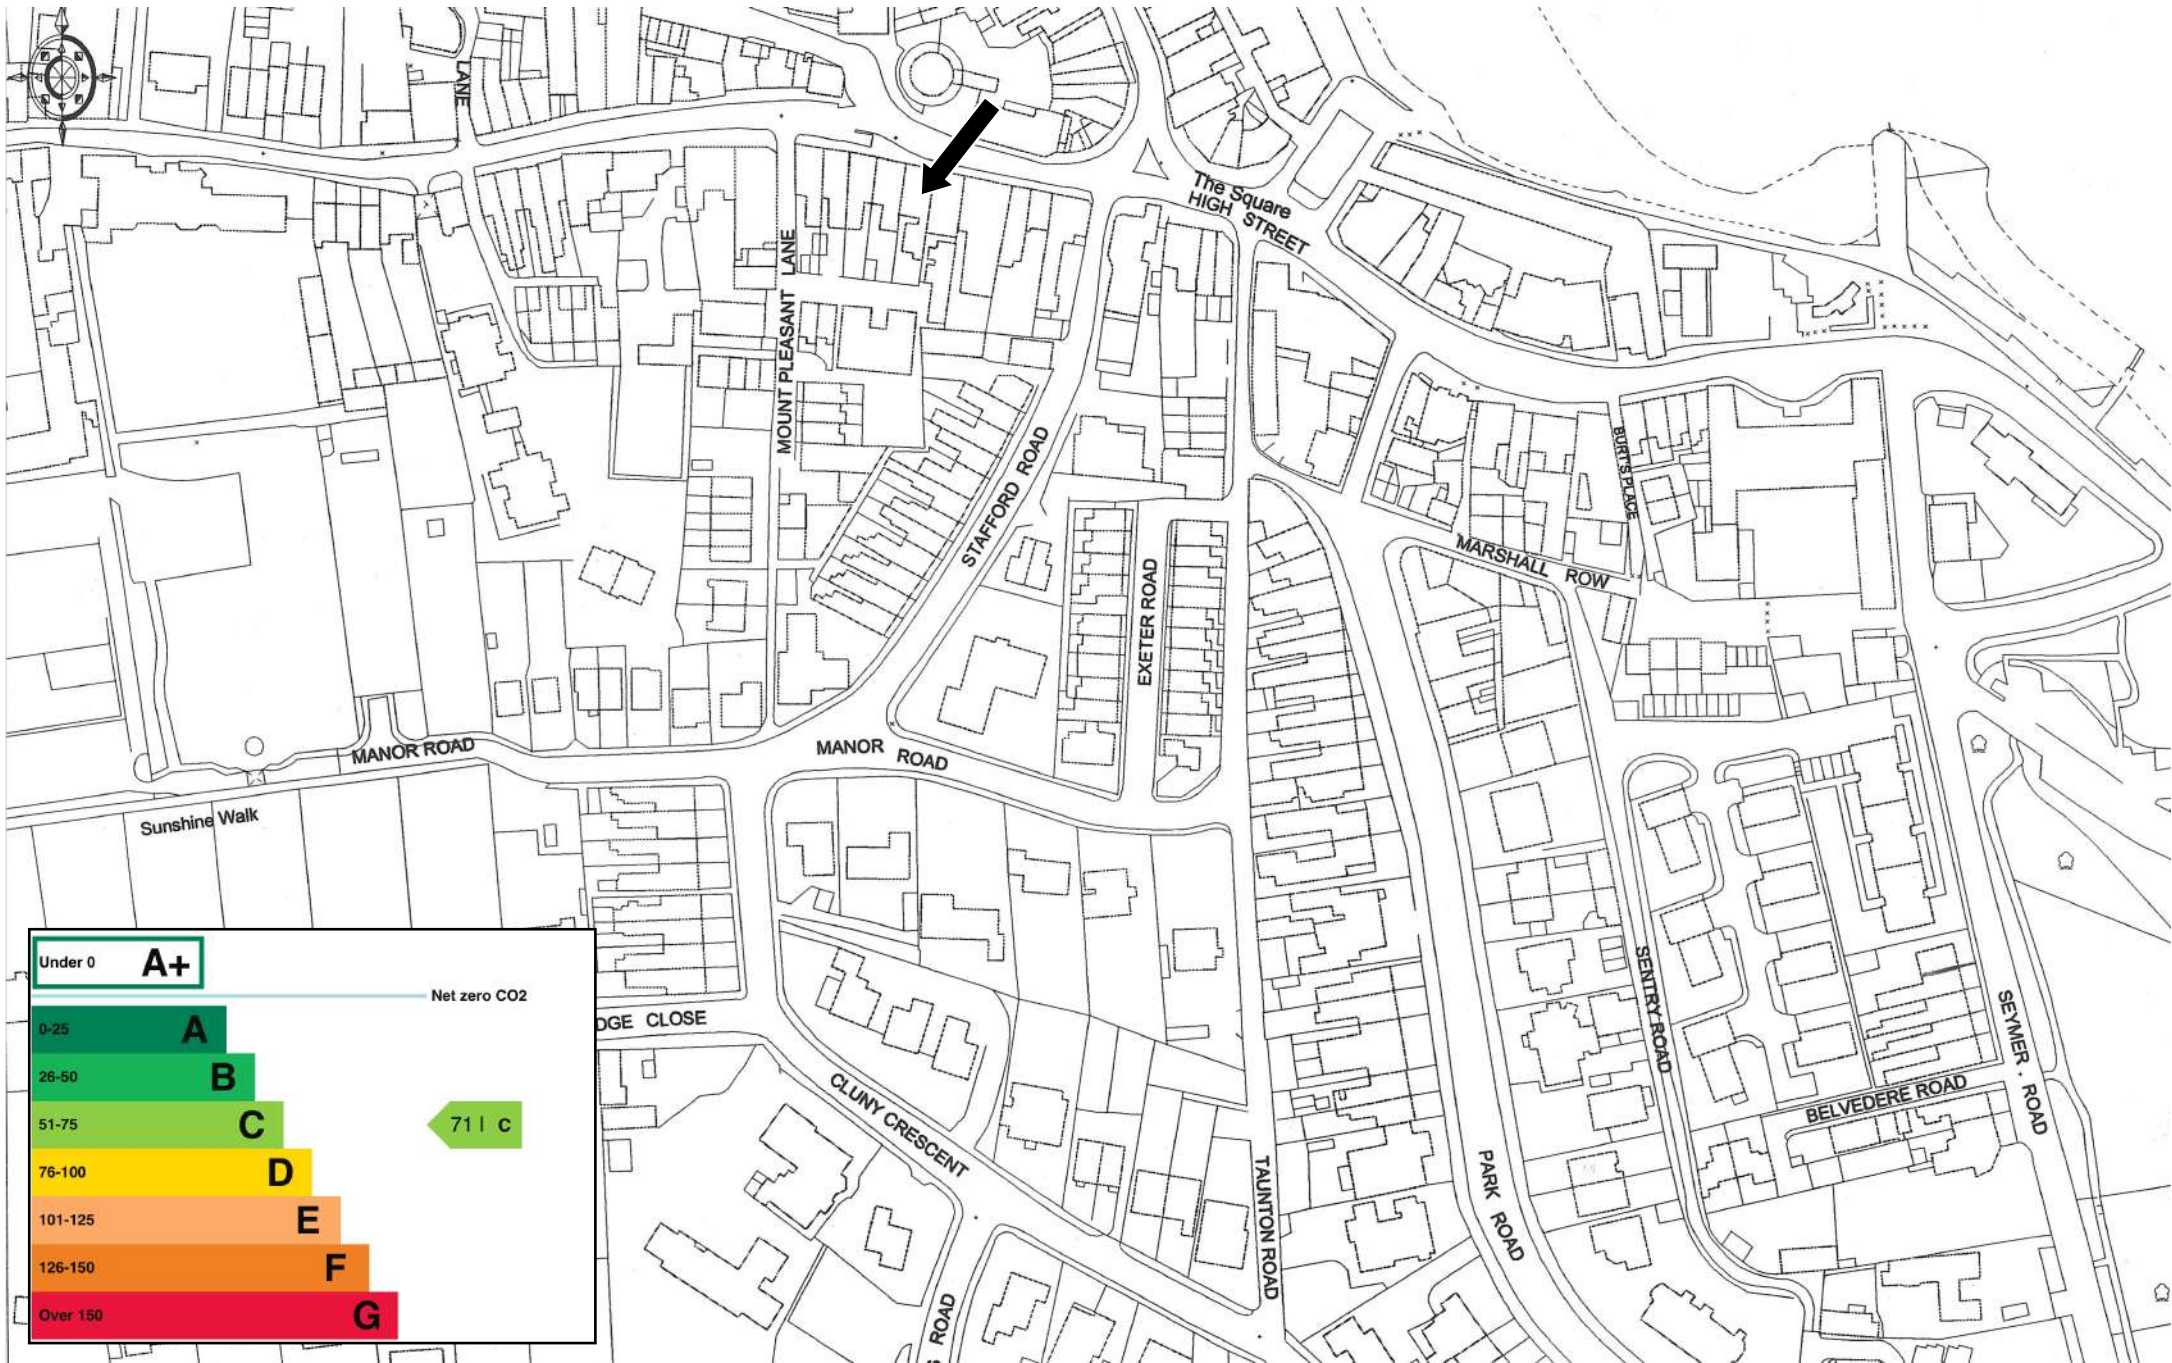 LANE
The Square
HIGH STREET
MOUNT PLEASANT LANE
STAFFORD ROAD
EXETER ROAD
BURT'S PLACE
MARSHALL ROW
MANOR ROAD
MANOR ROAD
Sunshine Walk
CLUNY CRESCENT
TAUNTON ROAD
PARK ROAD
SENTRY ROAD
SEYMER ROAD
BELVEDERE ROAD
DGE CLOSE
S ROAD
Under 0 A+
Net zero CO2
0-25 A
26-50 B
51-75 C
71 | C
76-100 D
101-125 E
126-150 F
Over 150 G